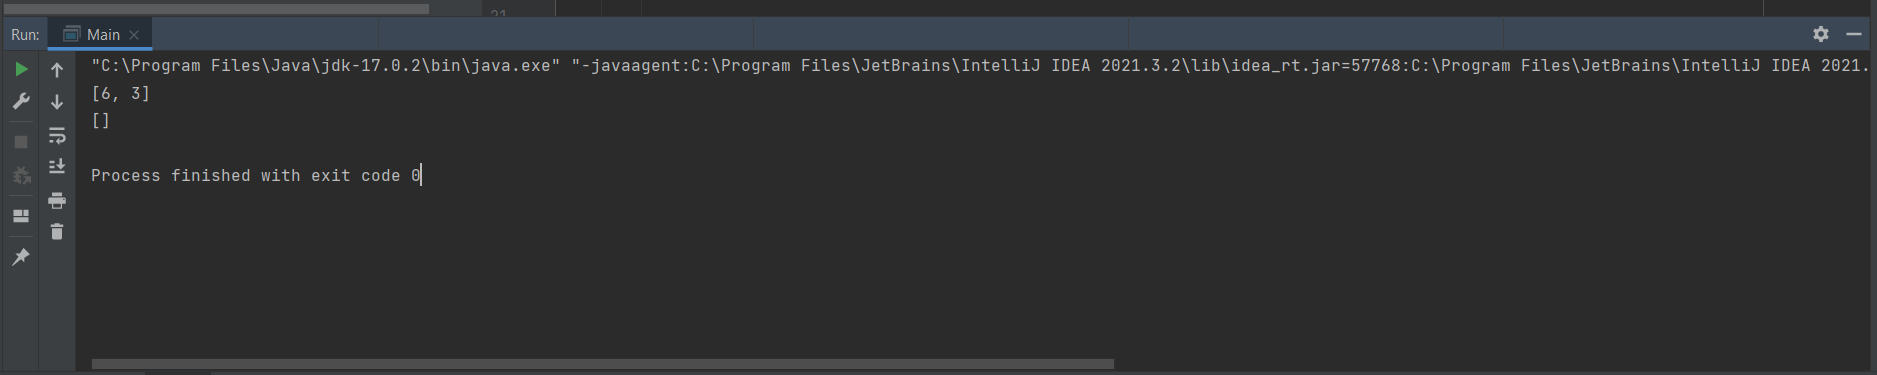 Run: Main
"C:\Program Files\Java\jdk-17.0.2\bin\java.exe" "-javaagent:C:\Program Files\JetBrains\IntelliJ IDEA 2021.3.2\lib\idea_rt.jar=57768:C:\Program Files\JetBrains\IntelliJ IDEA 2021.
[6, 3]
[]
Process finished with exit code 0